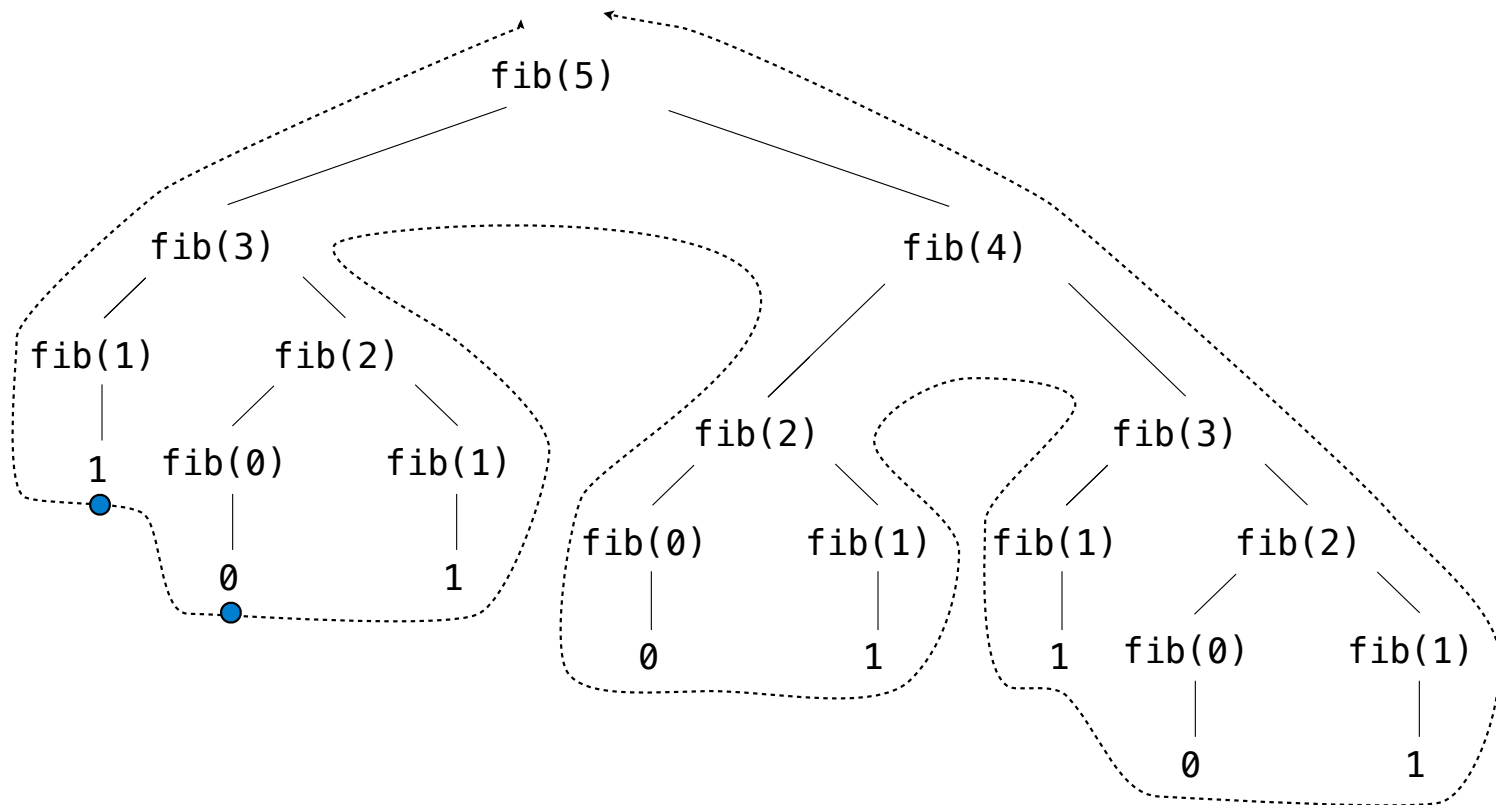 fib(5)
fib(3) fib(4)
fib(1) fib(2)
fib(2) fib(3)
1 fib(0) fib(1)
fib(0) fib(1) fib(1) fib(2)
0 1
0 1 1 fib(0) fib(1)
0 1